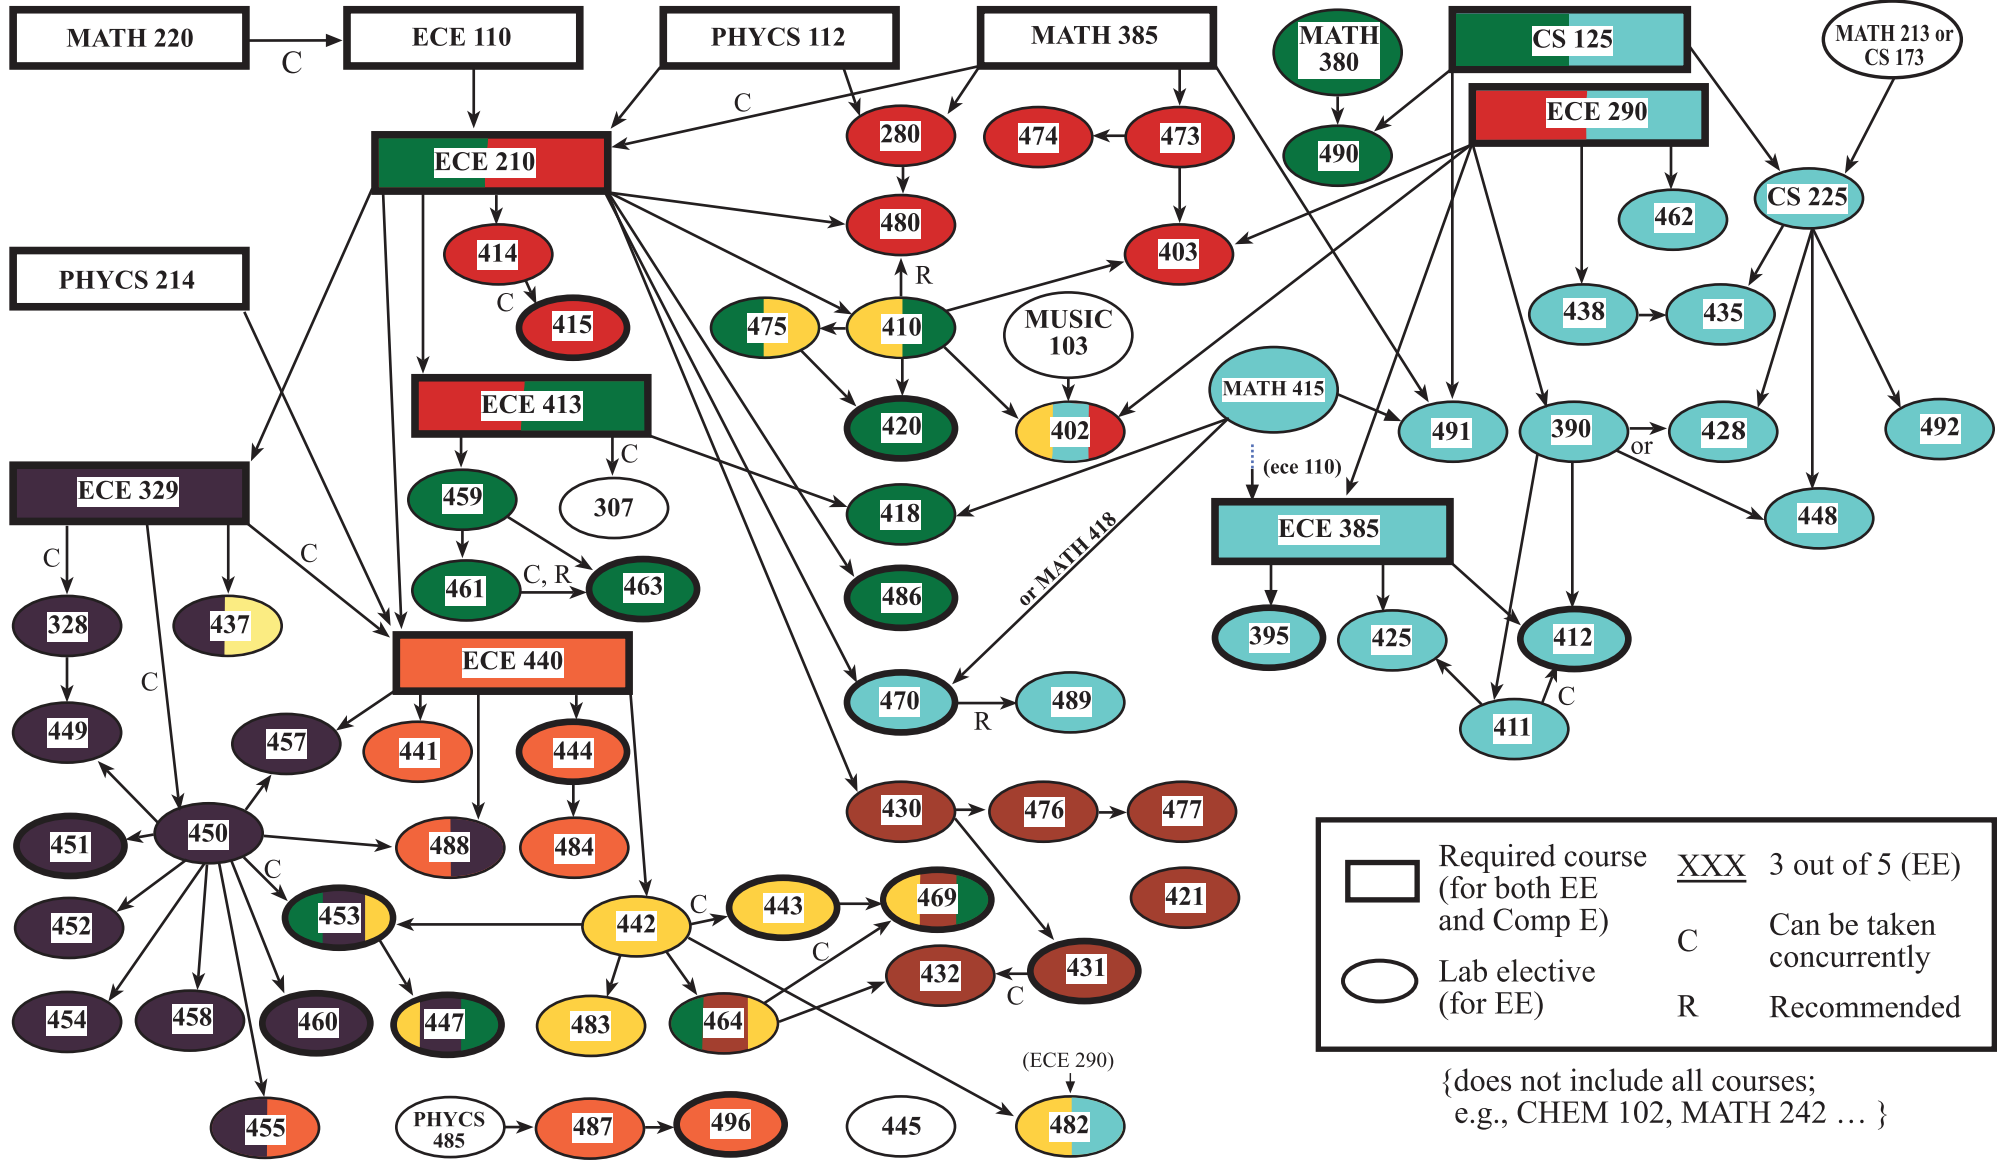 MATH 220
C
ECE 110
PHYCS 112
MATH 385
MATH
380
CS 125
MATH 213 or
CS 173
C
280
474
473
490
ECE 290
ECE 210
CS 225
480
462
414
403
PHYCS 214
R
C
415
475
410
MUSIC
103
438
435
MATH 415
ECE 413
420
402
491
390
428
492
or
C
(ece 110)
ECE 329
459
307
418
ECE 385
448
C
C
or MATH 418
461
C, R
463
486
328
437
395
425
412
ECE 440
C
470
489
C
R
449
457
441
444
411
430
476
477
451
450
488
484
C
Required course
(for both EE
and Comp E)
XXX
3 out of 5 (EE)
421
C
443
469
452
453
442
C
Can be taken
concurrently
C
432
431
Lab elective
(for EE)
C
R
Recommended
454
458
460
447
483
464
(ECE 290)
{does not include all courses;
e.g., CHEM 102, MATH 242 … }
455
PHYCS
485
487
496
445
482